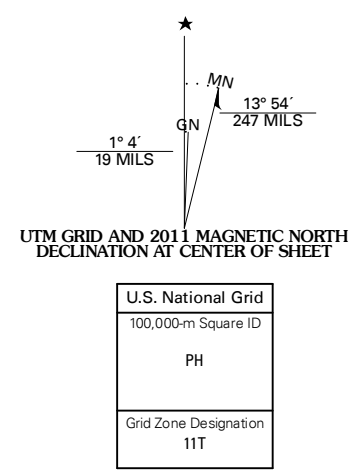 MN
GN
13° 54´
247 MILS
1° 4´
19 MILS
UTM GRID AND 2011 MAGNETIC NORTH
DECLINATION AT CENTER OF SHEET
U.S. National Grid
100,000-m Square ID
PH
Grid Zone Designation
11T